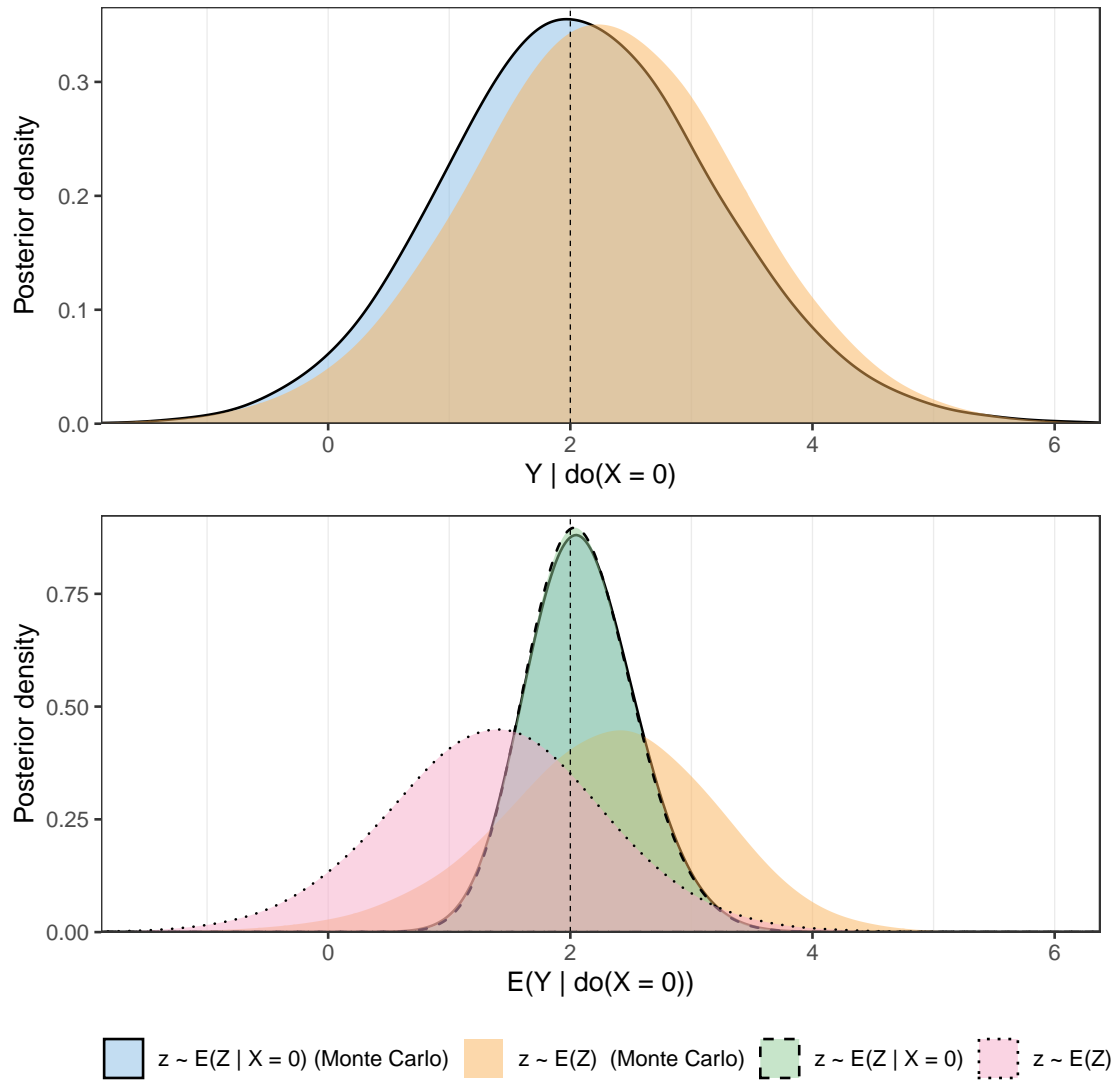 Posterior density
0.3
0.2
0.1
0.0
0 2 4 6
Y | do(X = 0)
Posterior density
0.75
0.50
0.25
0.00
0 2 4 6
E(Y | do(X = 0))
z ~ E(Z | X = 0) (Monte Carlo) z ~ E(Z) (Monte Carlo) z ~ E(Z | X = 0) z ~ E(Z)